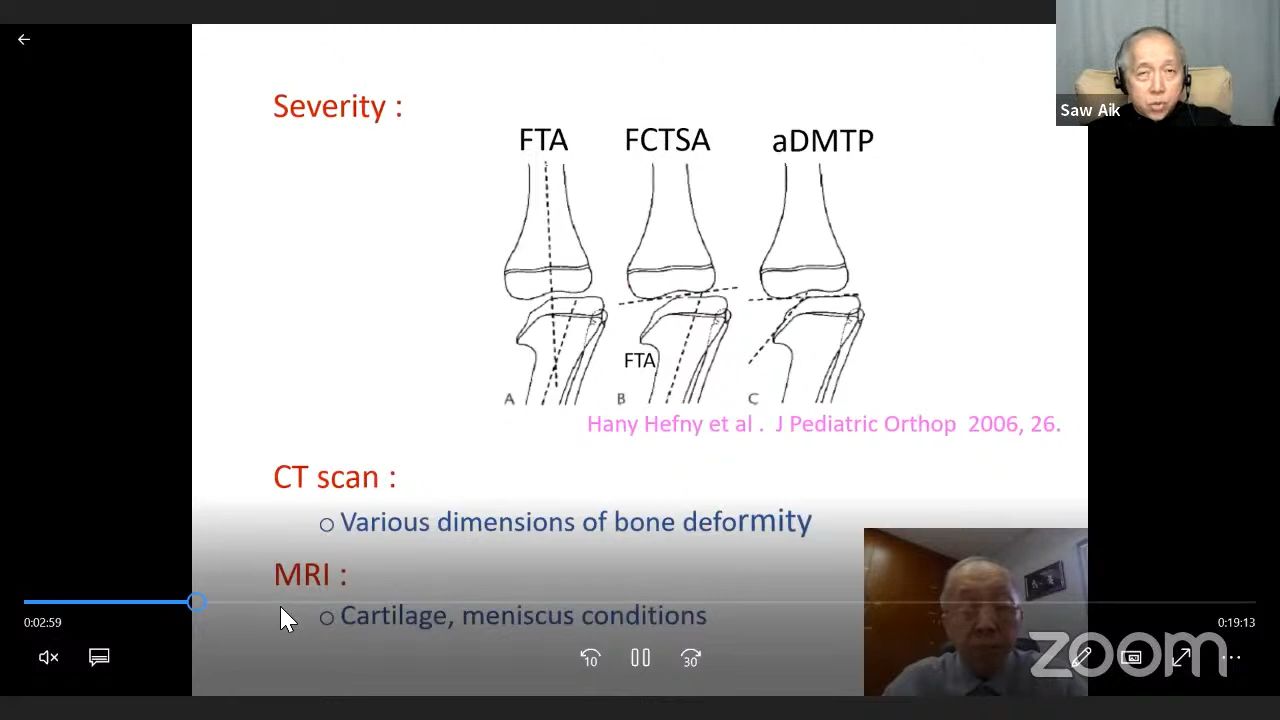 Saw Aik
Severity :
FTA FCTSA aDMTP
FTA
A B C
Hany Hefny et al . J Pediatric Orthop 2006, 26.
CT scan :
Various dimensions of bone deformity
MRI :
Cartilage, meniscus conditions
0:02:59 0:19:13
10 30
zoom